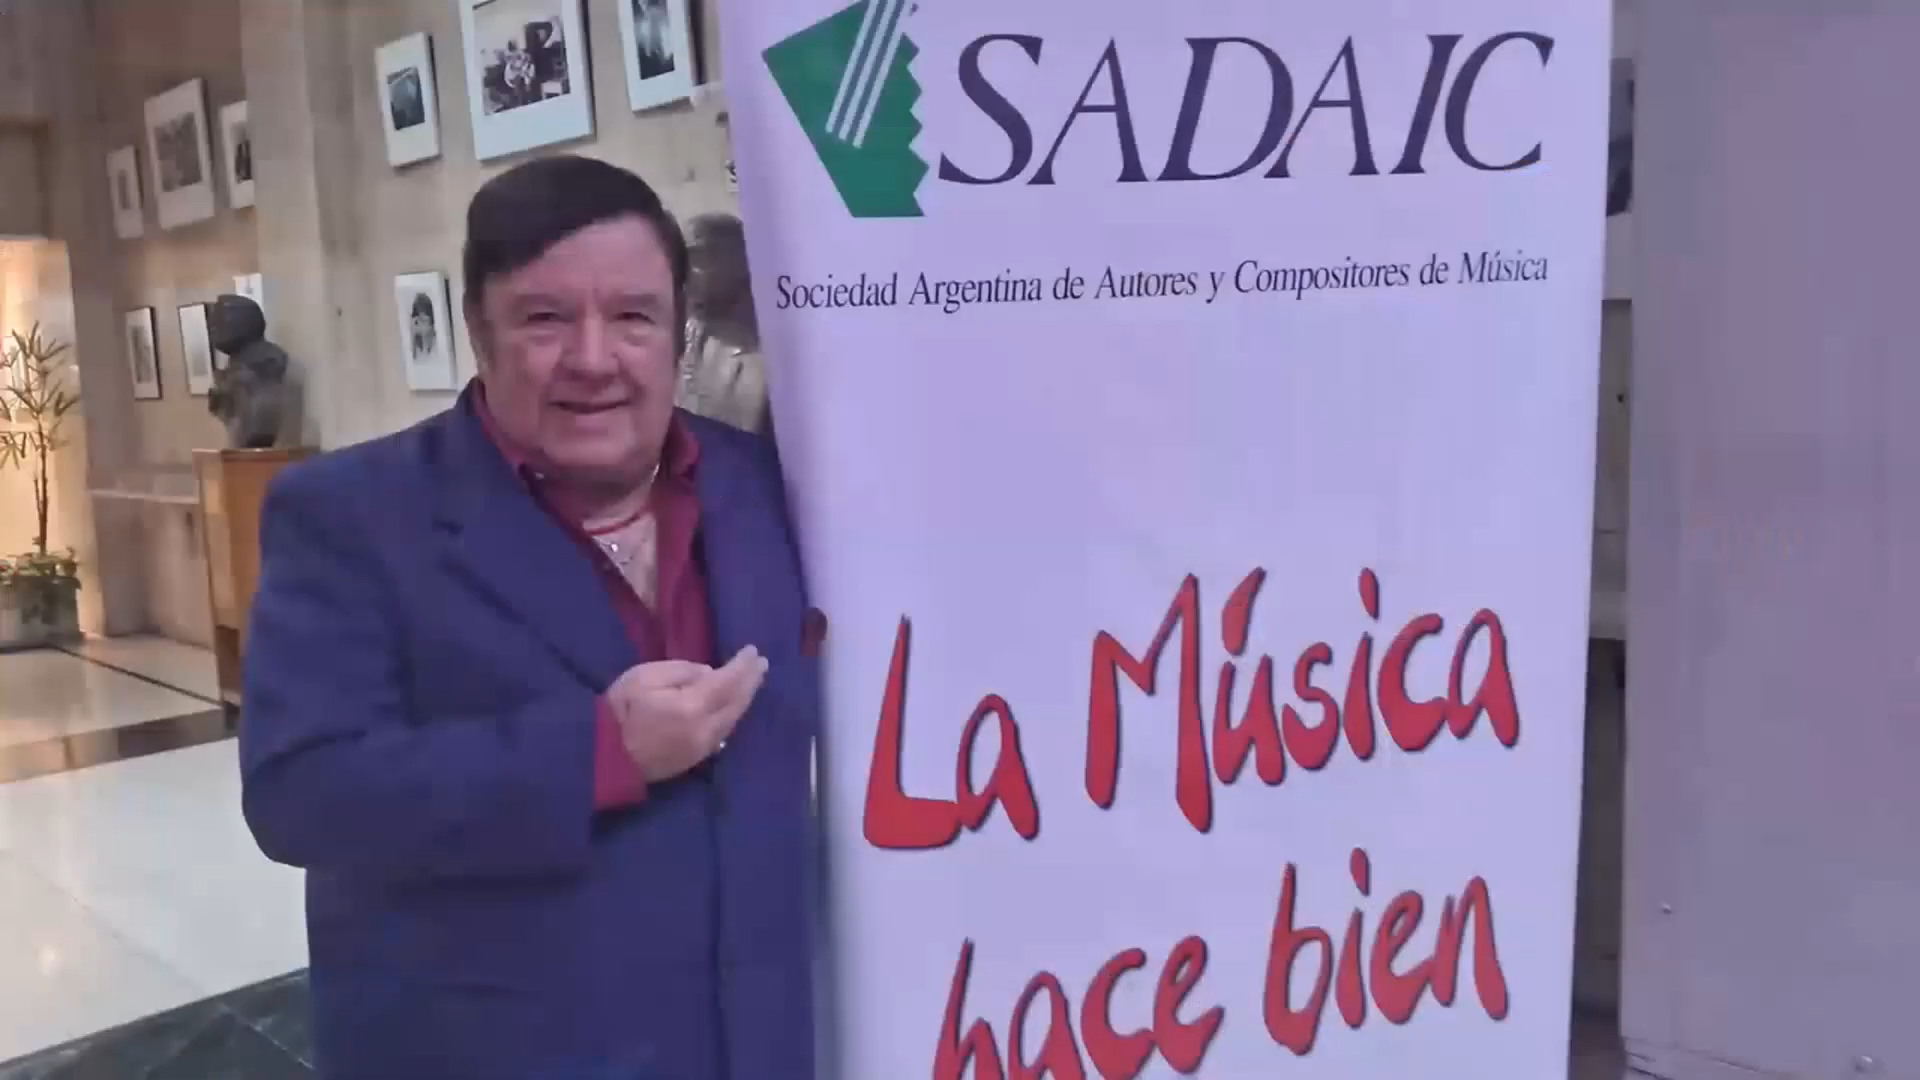 SADAIC
Sociedad Argentina de Autores y Compositores de Música
La Música
hace bien